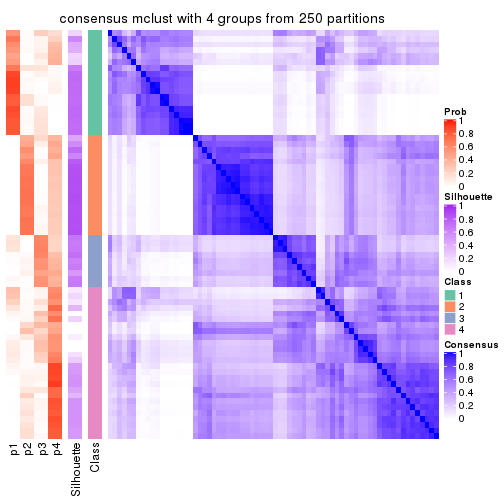 consensus mclust with 4 groups from 250 partitions
Prob
1
0.8
0.6
0.4
0.2
0
Silhouette
1
0.8
0.6
0.4
0.2
0
Class
1
2
3
4
Consensus
1
0.8
0.6
0.4
0.2
0
p1
p2
p3
p4
Silhouette
Class